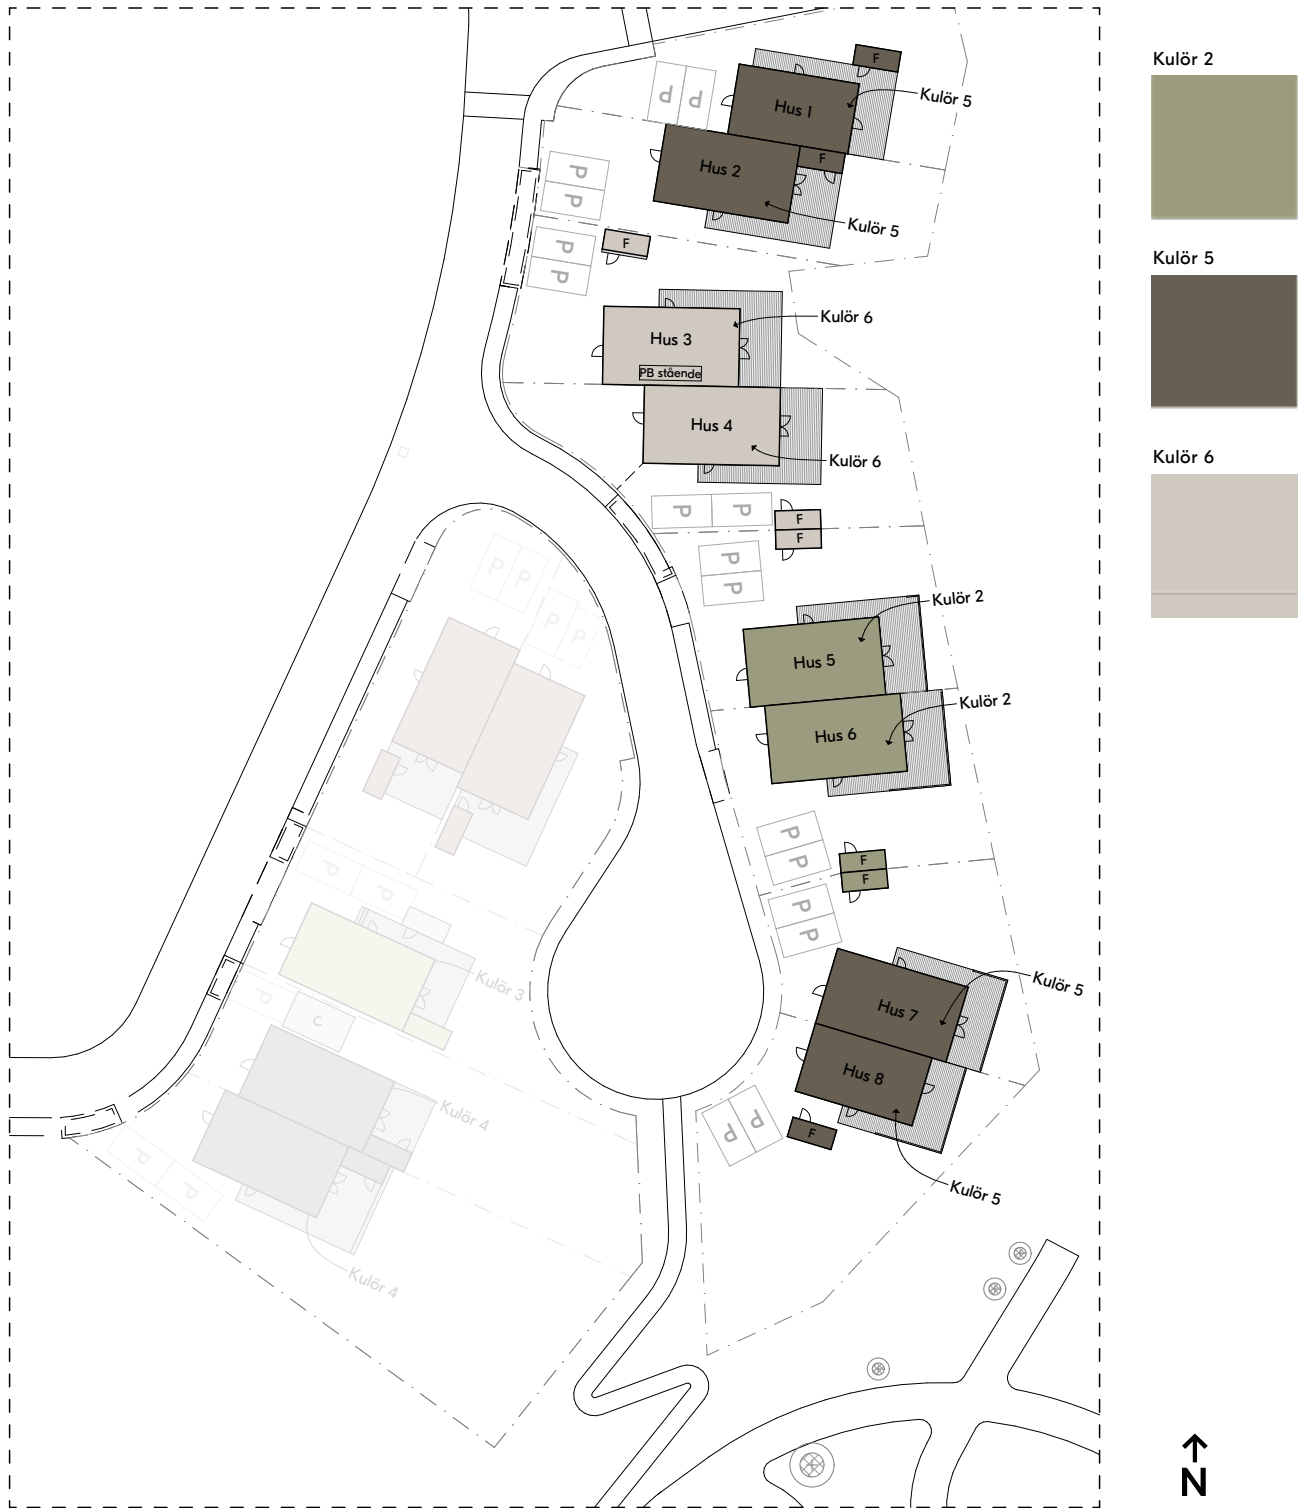 Kulör 2
F
Kulör 5
P P
Hus 1
Hus 2
F
P
P
Kulör 5
P
P
F
Kulör 5
Kulör 6
Hus 3
PB stående
Hus 4
Kulör 6
Kulör 6
P P
F
F
P
P
P P
P P
Kulör 2
Hus 5
Kulör 2
Hus 6
P
P
F
F
P P
P
P
Kulör 3
Kulör 5
P
C
Hus 7
Hus 8
Kulör 4
P P
F
P
P
Kulör 5
Kulör 4
N